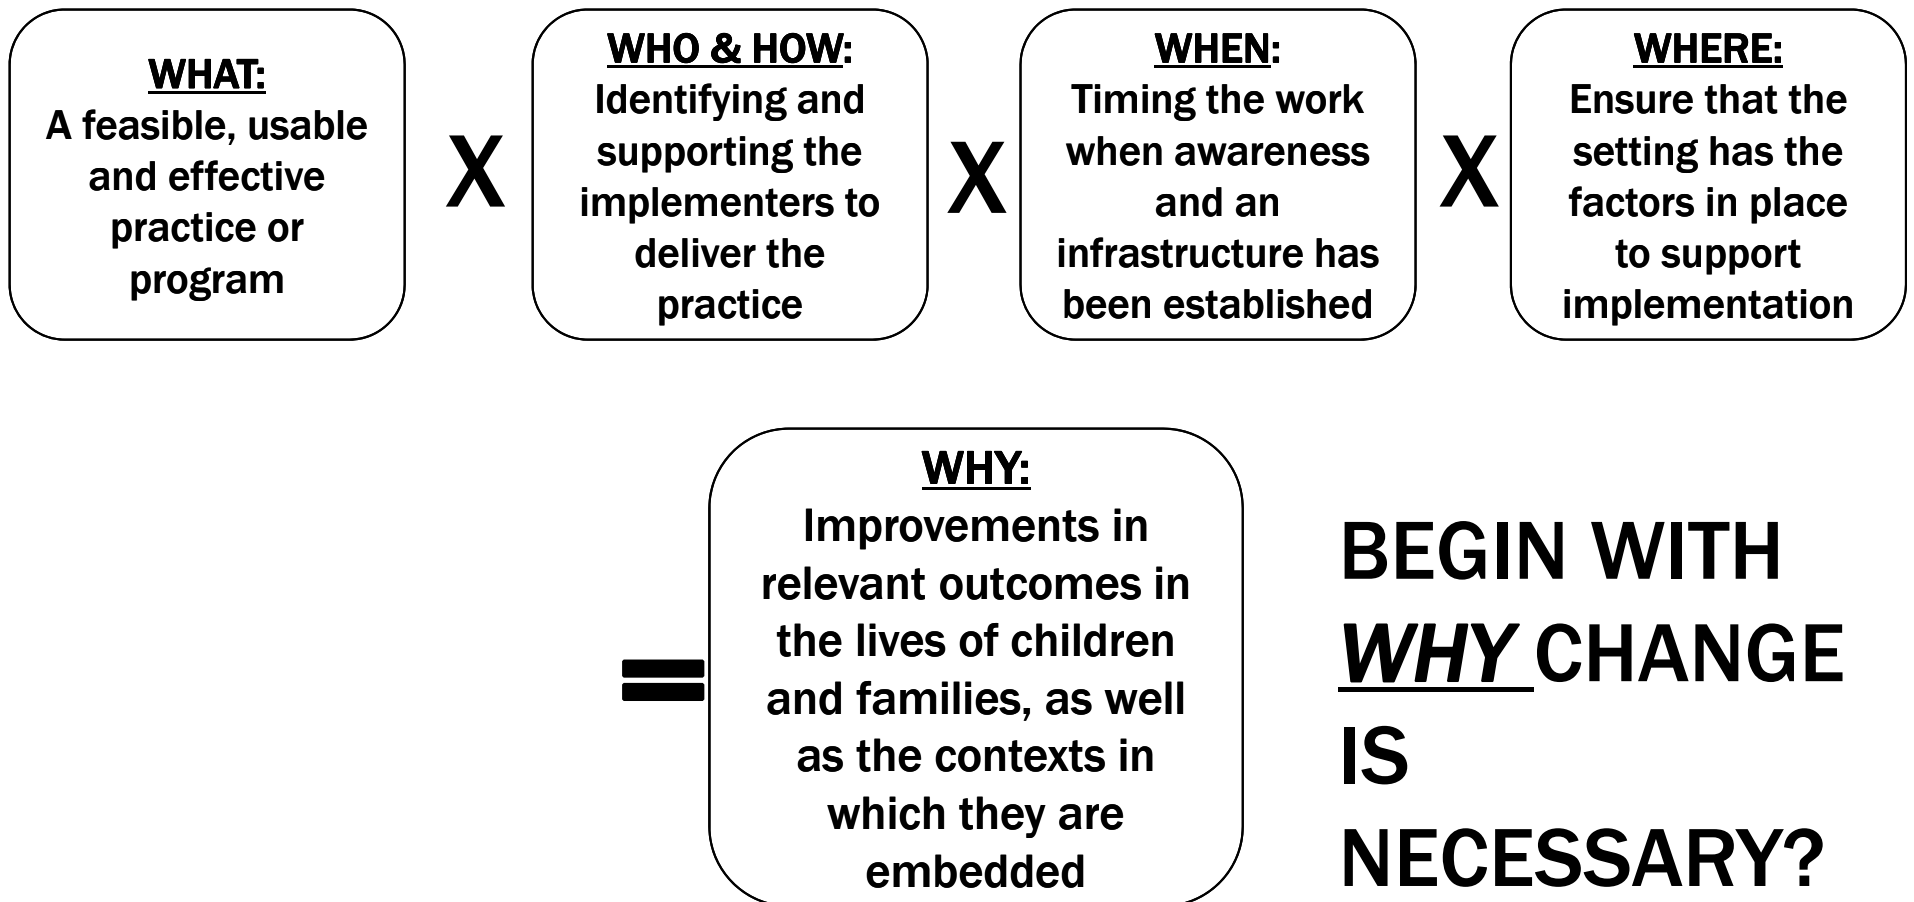 WHAT:
A feasible, usable
and effective
practice or
program
X
WHO & HOW:
Identifying and
supporting the
implementers to
deliver the
practice
X
WHEN:
Timing the work
when awareness
and an
infrastructure has
been established
X
WHERE:
Ensure that the
setting has the
factors in place
to support
implementation
=
WHY:
Improvements in
relevant outcomes in
the lives of children
and families, as well
as the contexts in
which they are
embedded
BEGIN WITH
WHY CHANGE
IS
NECESSARY?